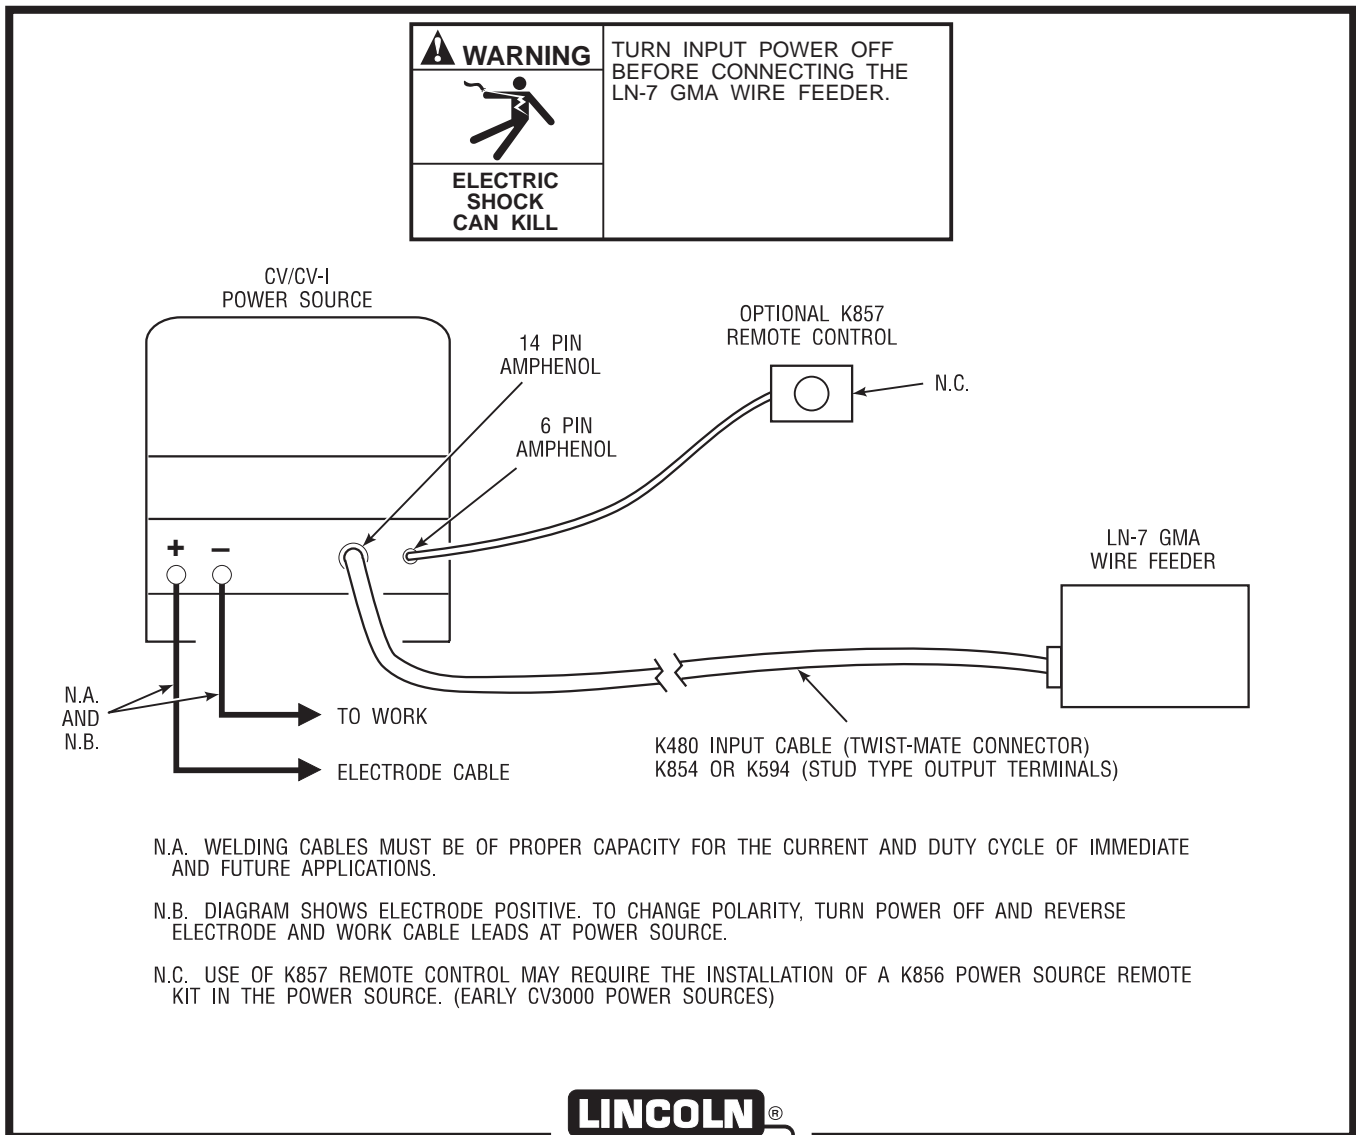 WARNING
ELECTRIC
SHOCK
CAN KILL
TURN INPUT POWER OFF
BEFORE CONNECTING THE
LN-7 GMA WIRE FEEDER.
CV/CV-I
POWER SOURCE
14 PIN
AMPHENOL
6 PIN
AMPHENOL
OPTIONAL K857
REMOTE CONTROL
N.C.
+ –
LN-7 GMA
WIRE FEEDER
N.A.
AND
N.B.
TO WORK
ELECTRODE CABLE
K480 INPUT CABLE (TWIST-MATE CONNECTOR)
K854 OR K594 (STUD TYPE OUTPUT TERMINALS)
N.A. WELDING CABLES MUST BE OF PROPER CAPACITY FOR THE CURRENT AND DUTY CYCLE OF IMMEDIATE
AND FUTURE APPLICATIONS.
N.B. DIAGRAM SHOWS ELECTRODE POSITIVE. TO CHANGE POLARITY, TURN POWER OFF AND REVERSE
ELECTRODE AND WORK CABLE LEADS AT POWER SOURCE.
N.C. USE OF K857 REMOTE CONTROL MAY REQUIRE THE INSTALLATION OF A K856 POWER SOURCE REMOTE
KIT IN THE POWER SOURCE. (EARLY CV3000 POWER SOURCES)
LINCOLN ®